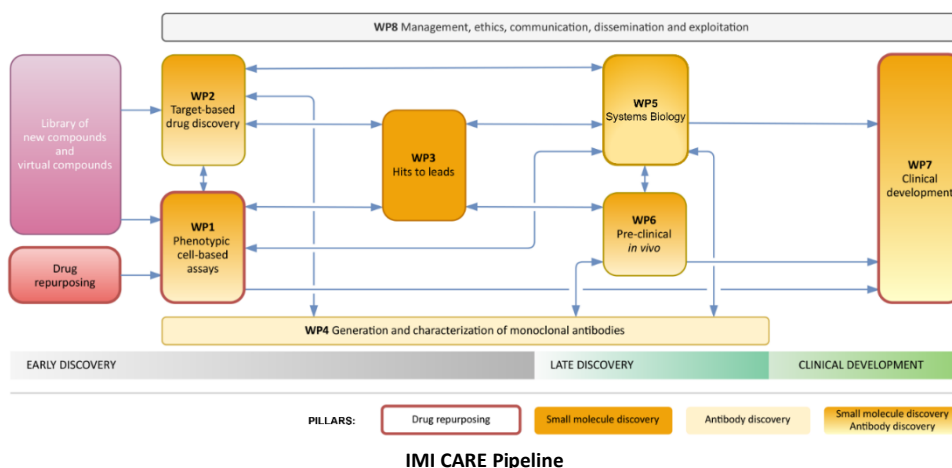 WP8 Management, ethics, communication, dissemination and exploitation
Library of
new compounds
and
virtual compounds
Drug
repurposing
WP2
Target-based
drug discovery
WP1
Phenotypic
cell-based
assays
WP3
Hits to leads
WP5
Systems Biology
WP6
Pre-clinical
in vivo
WP7
Clinical
development
WP4 Generation and characterization of monoclonal antibodies
EARLY DISCOVERY
LATE DISCOVERY
CLINICAL DEVELOPMENT
PILLARS:
Drug repurposing
Small molecule discovery
Antibody discovery
Small molecule discovery
Antibody discovery
IMI CARE Pipeline